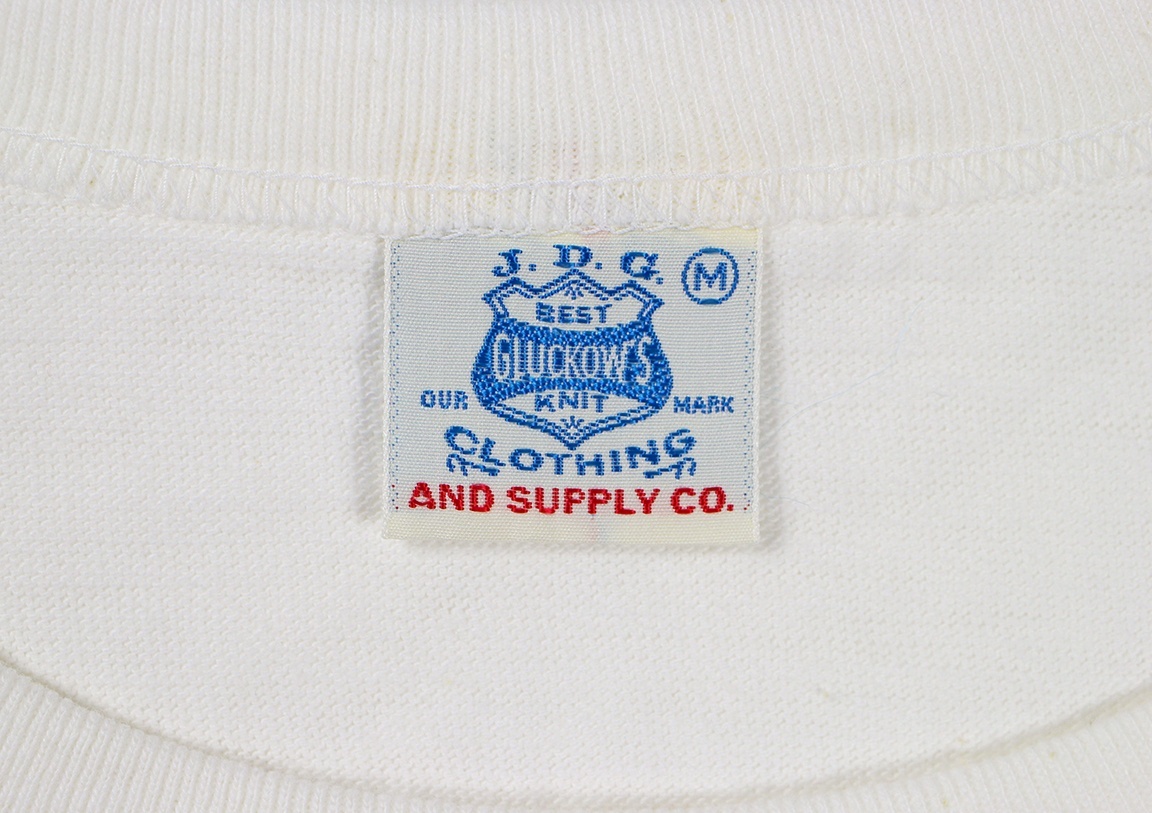 J. D. G. M
BEST
GLUCKOW'S
KNIT
OUR MARK
CLOTHING
AND SUPPLY CO.